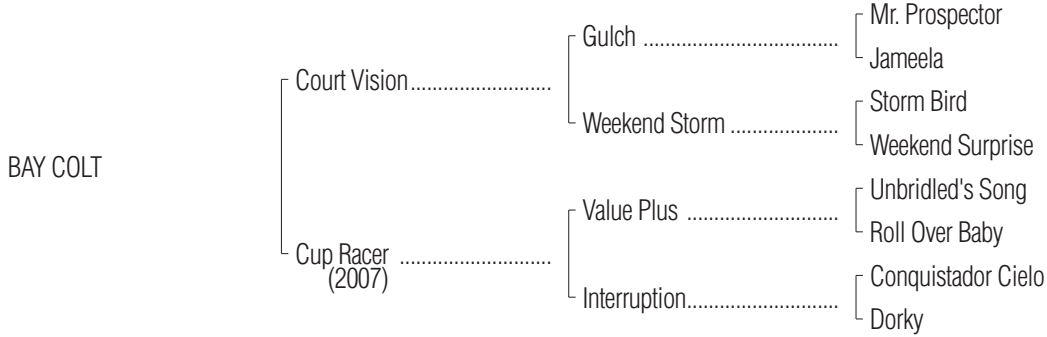 BAY COLT
Court Vision..........................
Cup Racer ............................
(2007)
Gulch ....................................
Weekend Storm ....................
Value Plus ............................
Interruption............................
Mr. Prospector
Jameela
Storm Bird
Weekend Surprise
Unbridled's Song
Roll Over Baby
Conquistador Cielo
Dorky